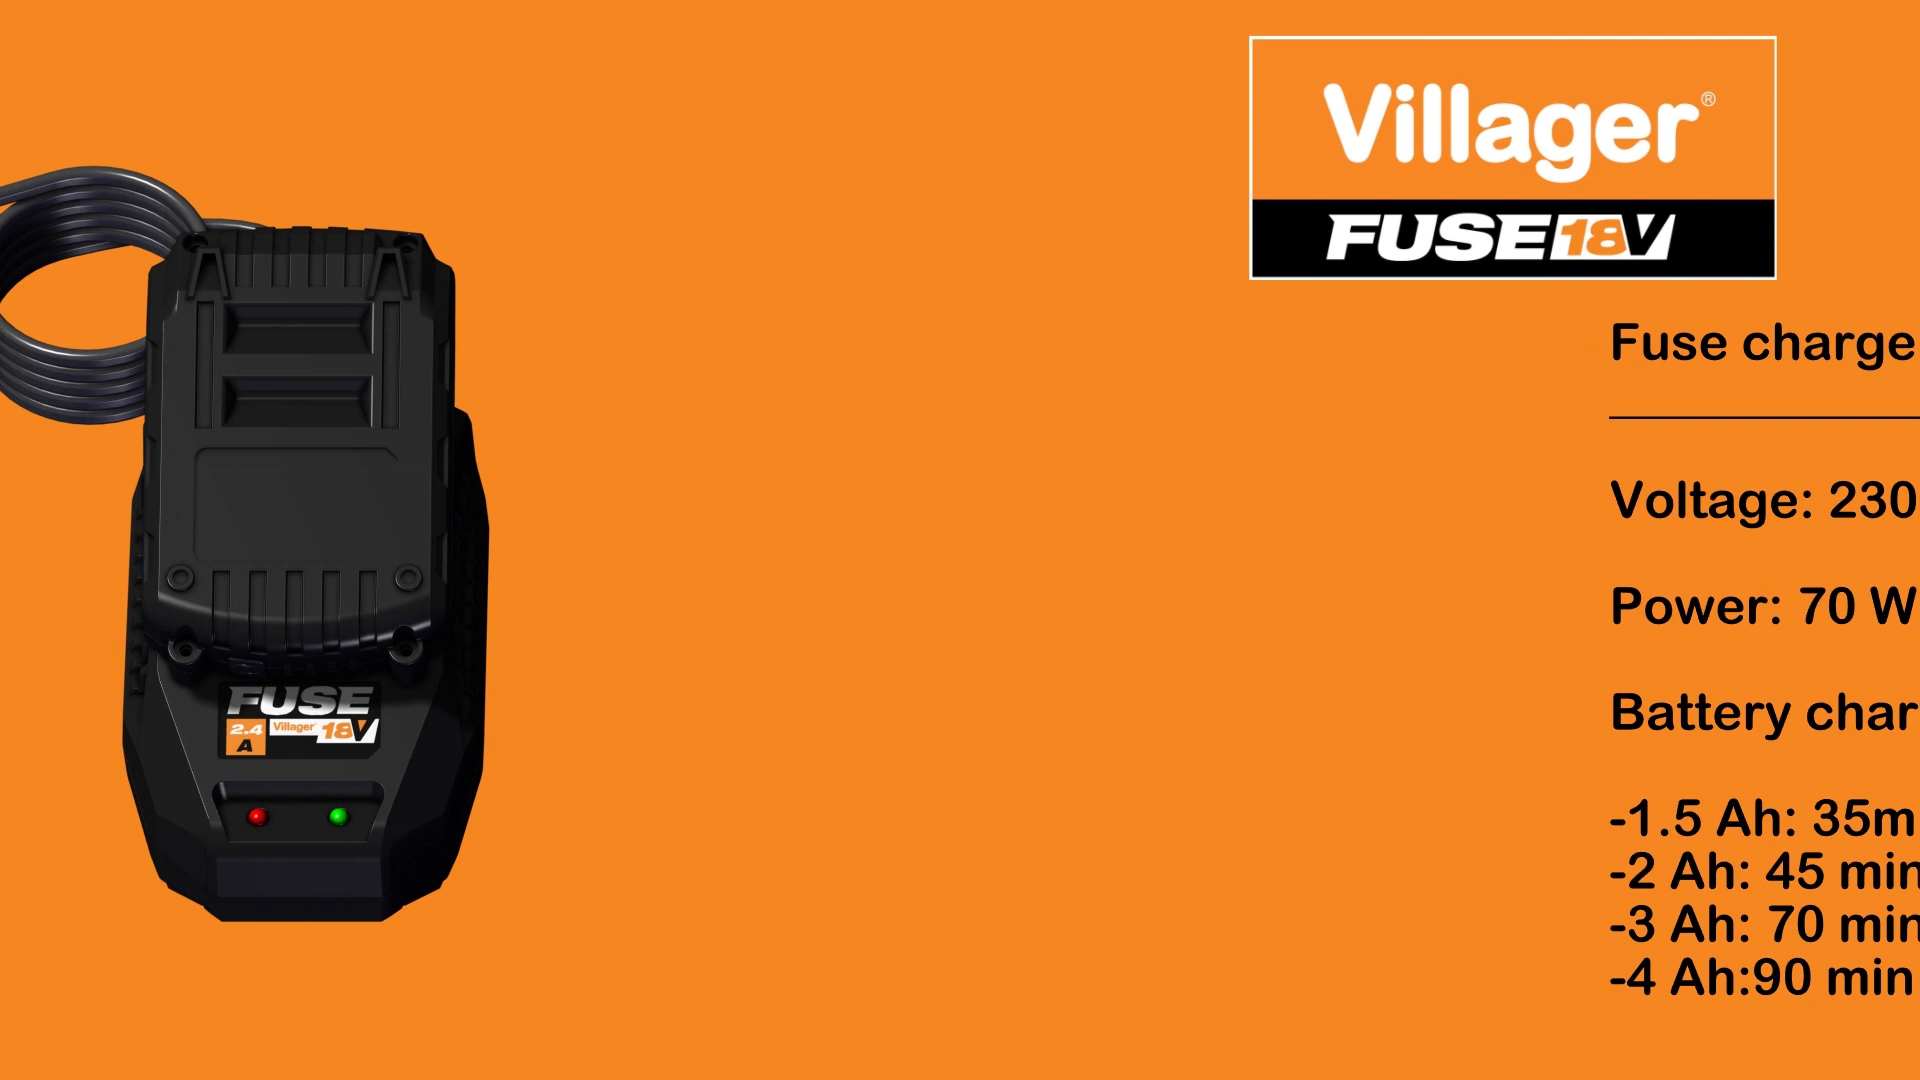 Villager®
FUSE 18V
Fuse charge
Voltage: 230
Power: 70 W
Battery char
-1.5 Ah: 35m
-2 Ah: 45 min
-3 Ah: 70 min
-4 Ah:90 min
FUSE
2.4 Villager 18V
A